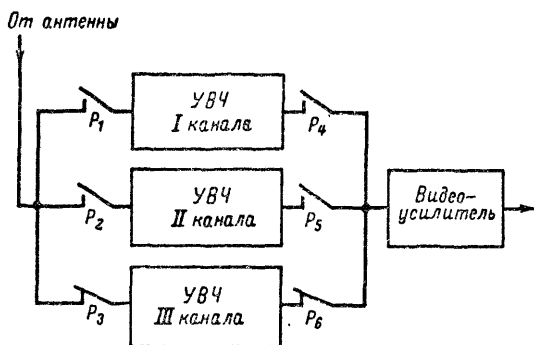 От антенны
P₁
УВЧ
I канала
P₄
P₂
УВЧ
II канала
P₅
Видео-
усилитель
P₃
УВЧ
III канала
P₆